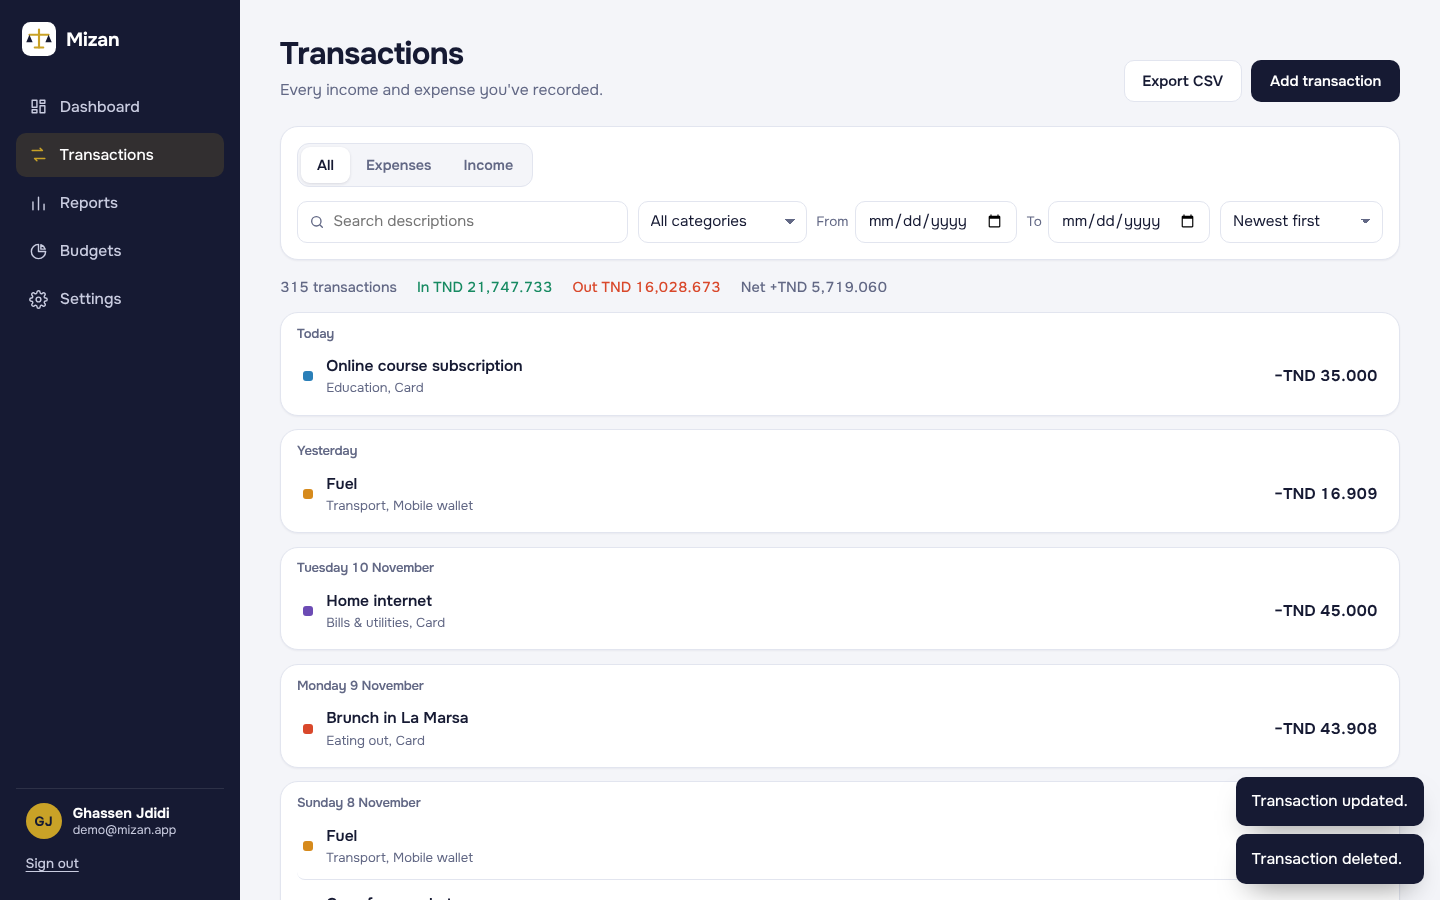 Mizan
Dashboard
Transactions
Reports
Budgets
Settings
GJ
Ghassen Jdidi
demo@mizan.app
Sign out
Transactions
Every income and expense you've recorded.
Export CSV
Add transaction
All Expenses Income
Search descriptions All categories From mm/dd/yyyy To mm/dd/yyyy Newest first
315 transactions In TND 21,747.733 Out TND 16,028.673 Net +TND 5,719.060
Today
Online course subscription
Education, Card
−TND 35.000
Yesterday
Fuel
Transport, Mobile wallet
−TND 16.909
Tuesday 10 November
Home internet
Bills & utilities, Card
−TND 45.000
Monday 9 November
Brunch in La Marsa
Eating out, Card
−TND 43.908
Sunday 8 November
Fuel
Transport, Mobile wallet
Transaction updated.
Transaction deleted.